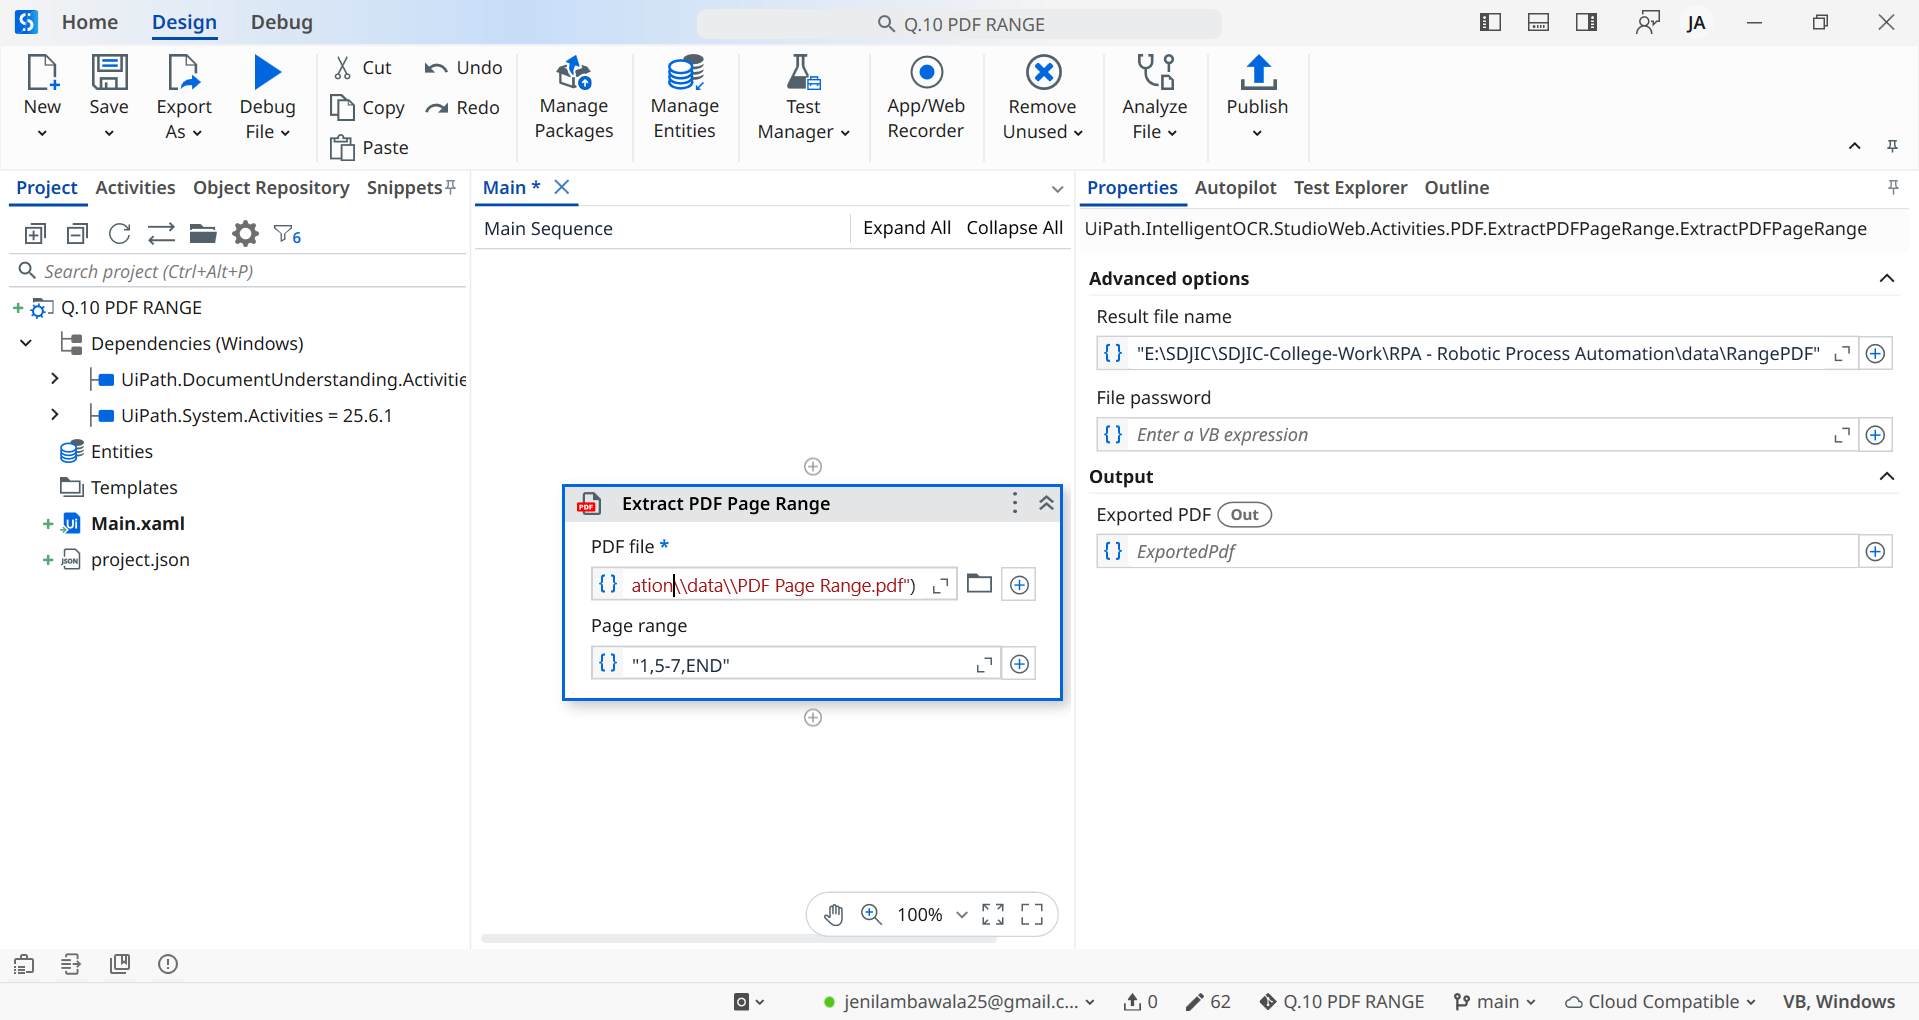 Home Design Debug
Q.10 PDF RANGE
JA
New Save Export As Debug File
Cut Undo
Copy Redo
Paste
Manage Packages
Manage Entities
Test Manager
App/Web Recorder
Remove Unused
Analyze File
Publish
Project Activities Object Repository Snippets
Main *
Properties Autopilot Test Explorer Outline
6
Search project (Ctrl+Alt+P)
Q.10 PDF RANGE
Dependencies (Windows)
UiPath.DocumentUnderstanding.Activitie
UiPath.System.Activities = 25.6.1
Entities
Templates
Main.xaml
project.json
Main Sequence Expand All Collapse All
Extract PDF Page Range
PDF file *
{} ation\\data\\PDF Page Range.pdf")
Page range
{} "1,5-7,END"
100%
UiPath.IntelligentOCR.StudioWeb.Activities.PDF.ExtractPDFPageRange.ExtractPDFPageRange
Advanced options
Result file name
{} "E:\SDJIC\SDJIC-College-Work\RPA - Robotic Process Automation\data\RangePDF"
File password
{} Enter a VB expression
Output
Exported PDF Out
{} ExportedPdf
jenilambawala25@gmail.c... 0 62 Q.10 PDF RANGE main Cloud Compatible VB, Windows